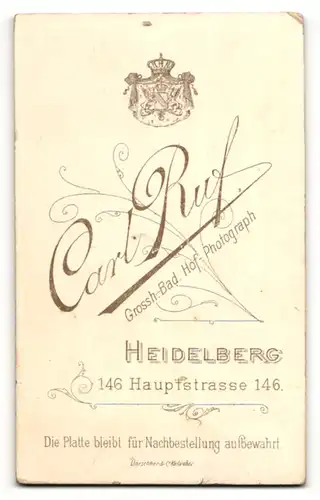 Carl Ruf
Grossh. Bad. Hof-Photograph
HEIDELBERG
146 Hauptstrasse 146.
Die Platte bleibt für Nachbestellung aufbewahrt